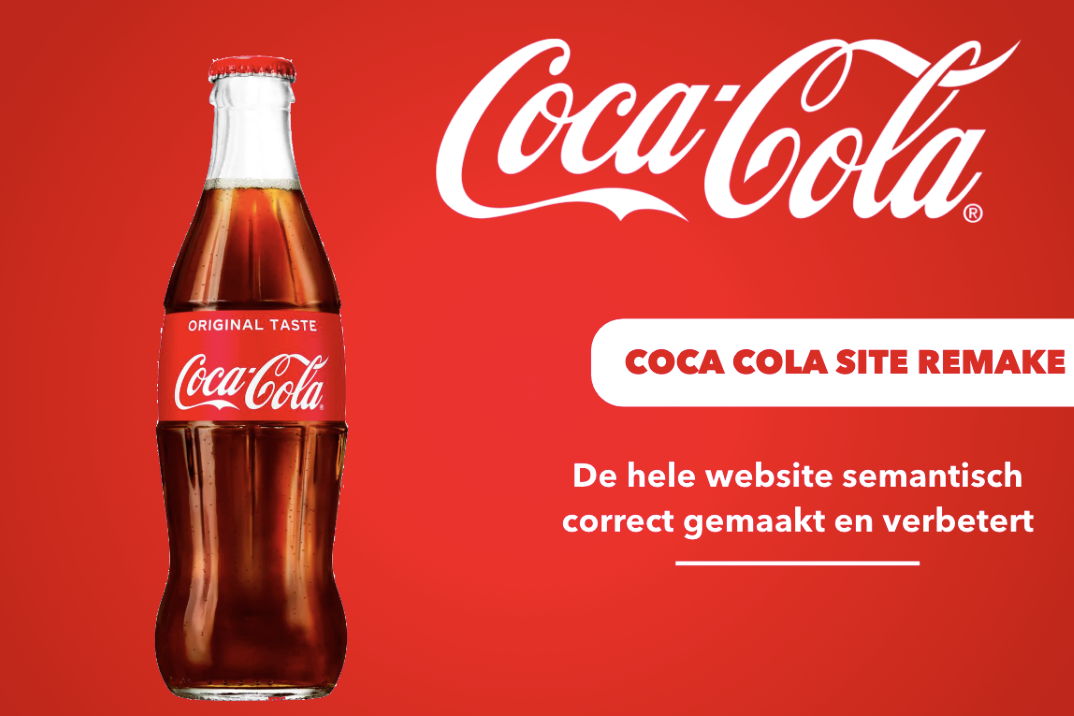 Coca-Cola®
ORIGINAL TASTE
Coca-Cola®
COCA COLA SITE REMAKE
De hele website semantisch
correct gemaakt en verbetert